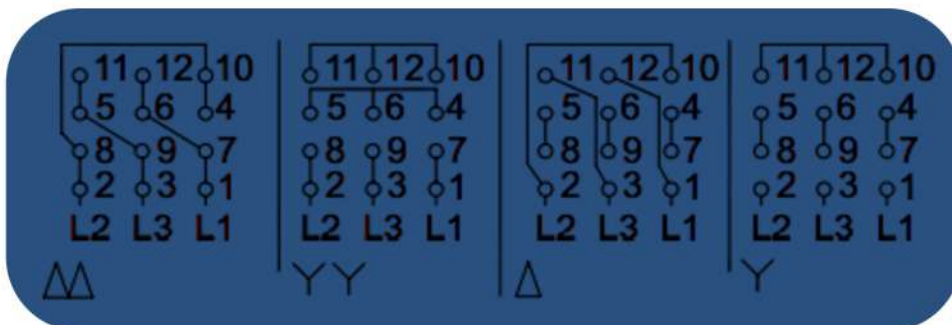 11 12 10 11 12 10 11 12 10 11 12 10
5 6 4 5 6 4 5 6 4 5 6 4
8 9 7 8 9 7 8 9 7 8 9 7
2 3 1 2 3 1 2 3 1 2 3 1
L2 L3 L1 L2 L3 L1 L2 L3 L1 L2 L3 L1
ΔΔ YY Δ Y